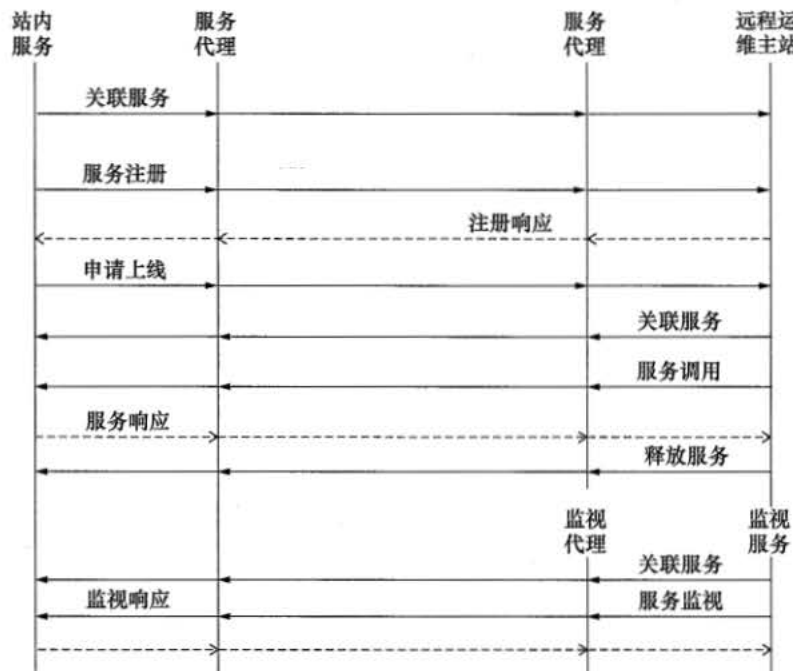 站内
服务
服务
代理
服务
代理
远程运
维主站
关联服务
服务注册
注册响应
申请上线
关联服务
服务调用
服务响应
释放服务
监视
代理
监视
服务
关联服务
监视响应
服务监视